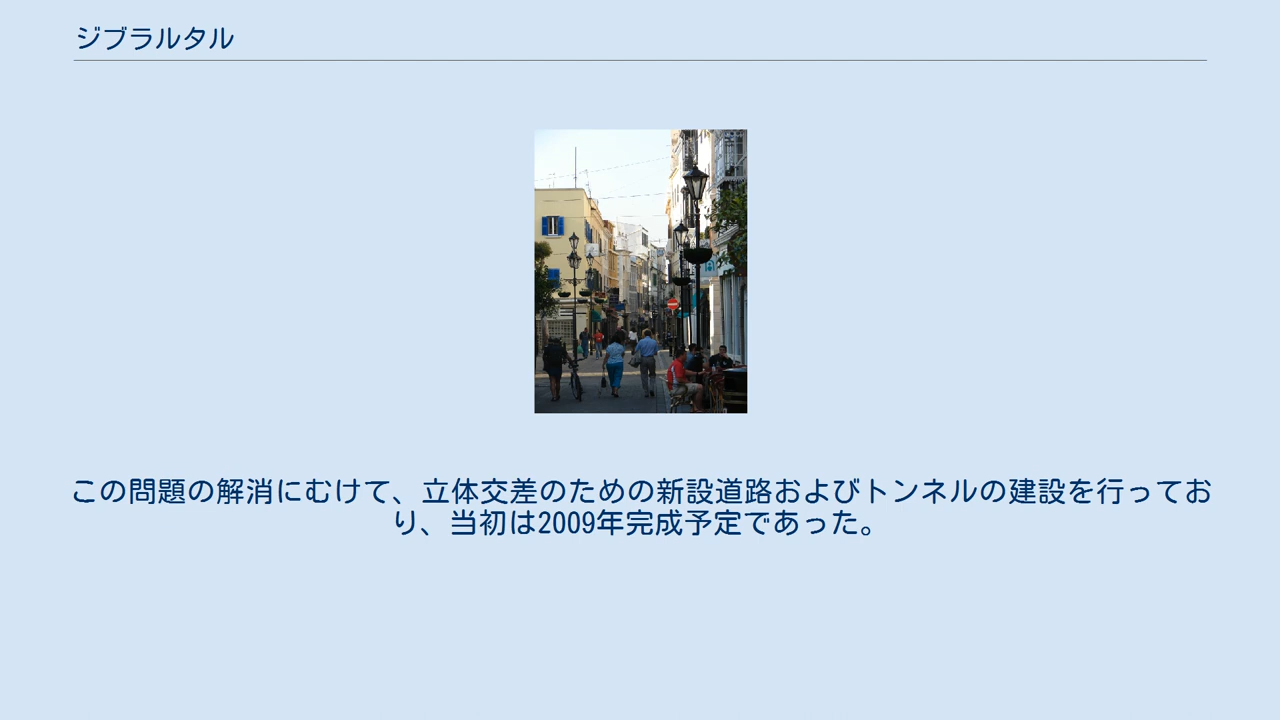 ジブラルタル
この問題の解消にむけて、立体交差のための新設道路およびトンネルの建設を行ってお
り、当初は2009年完成予定であった。